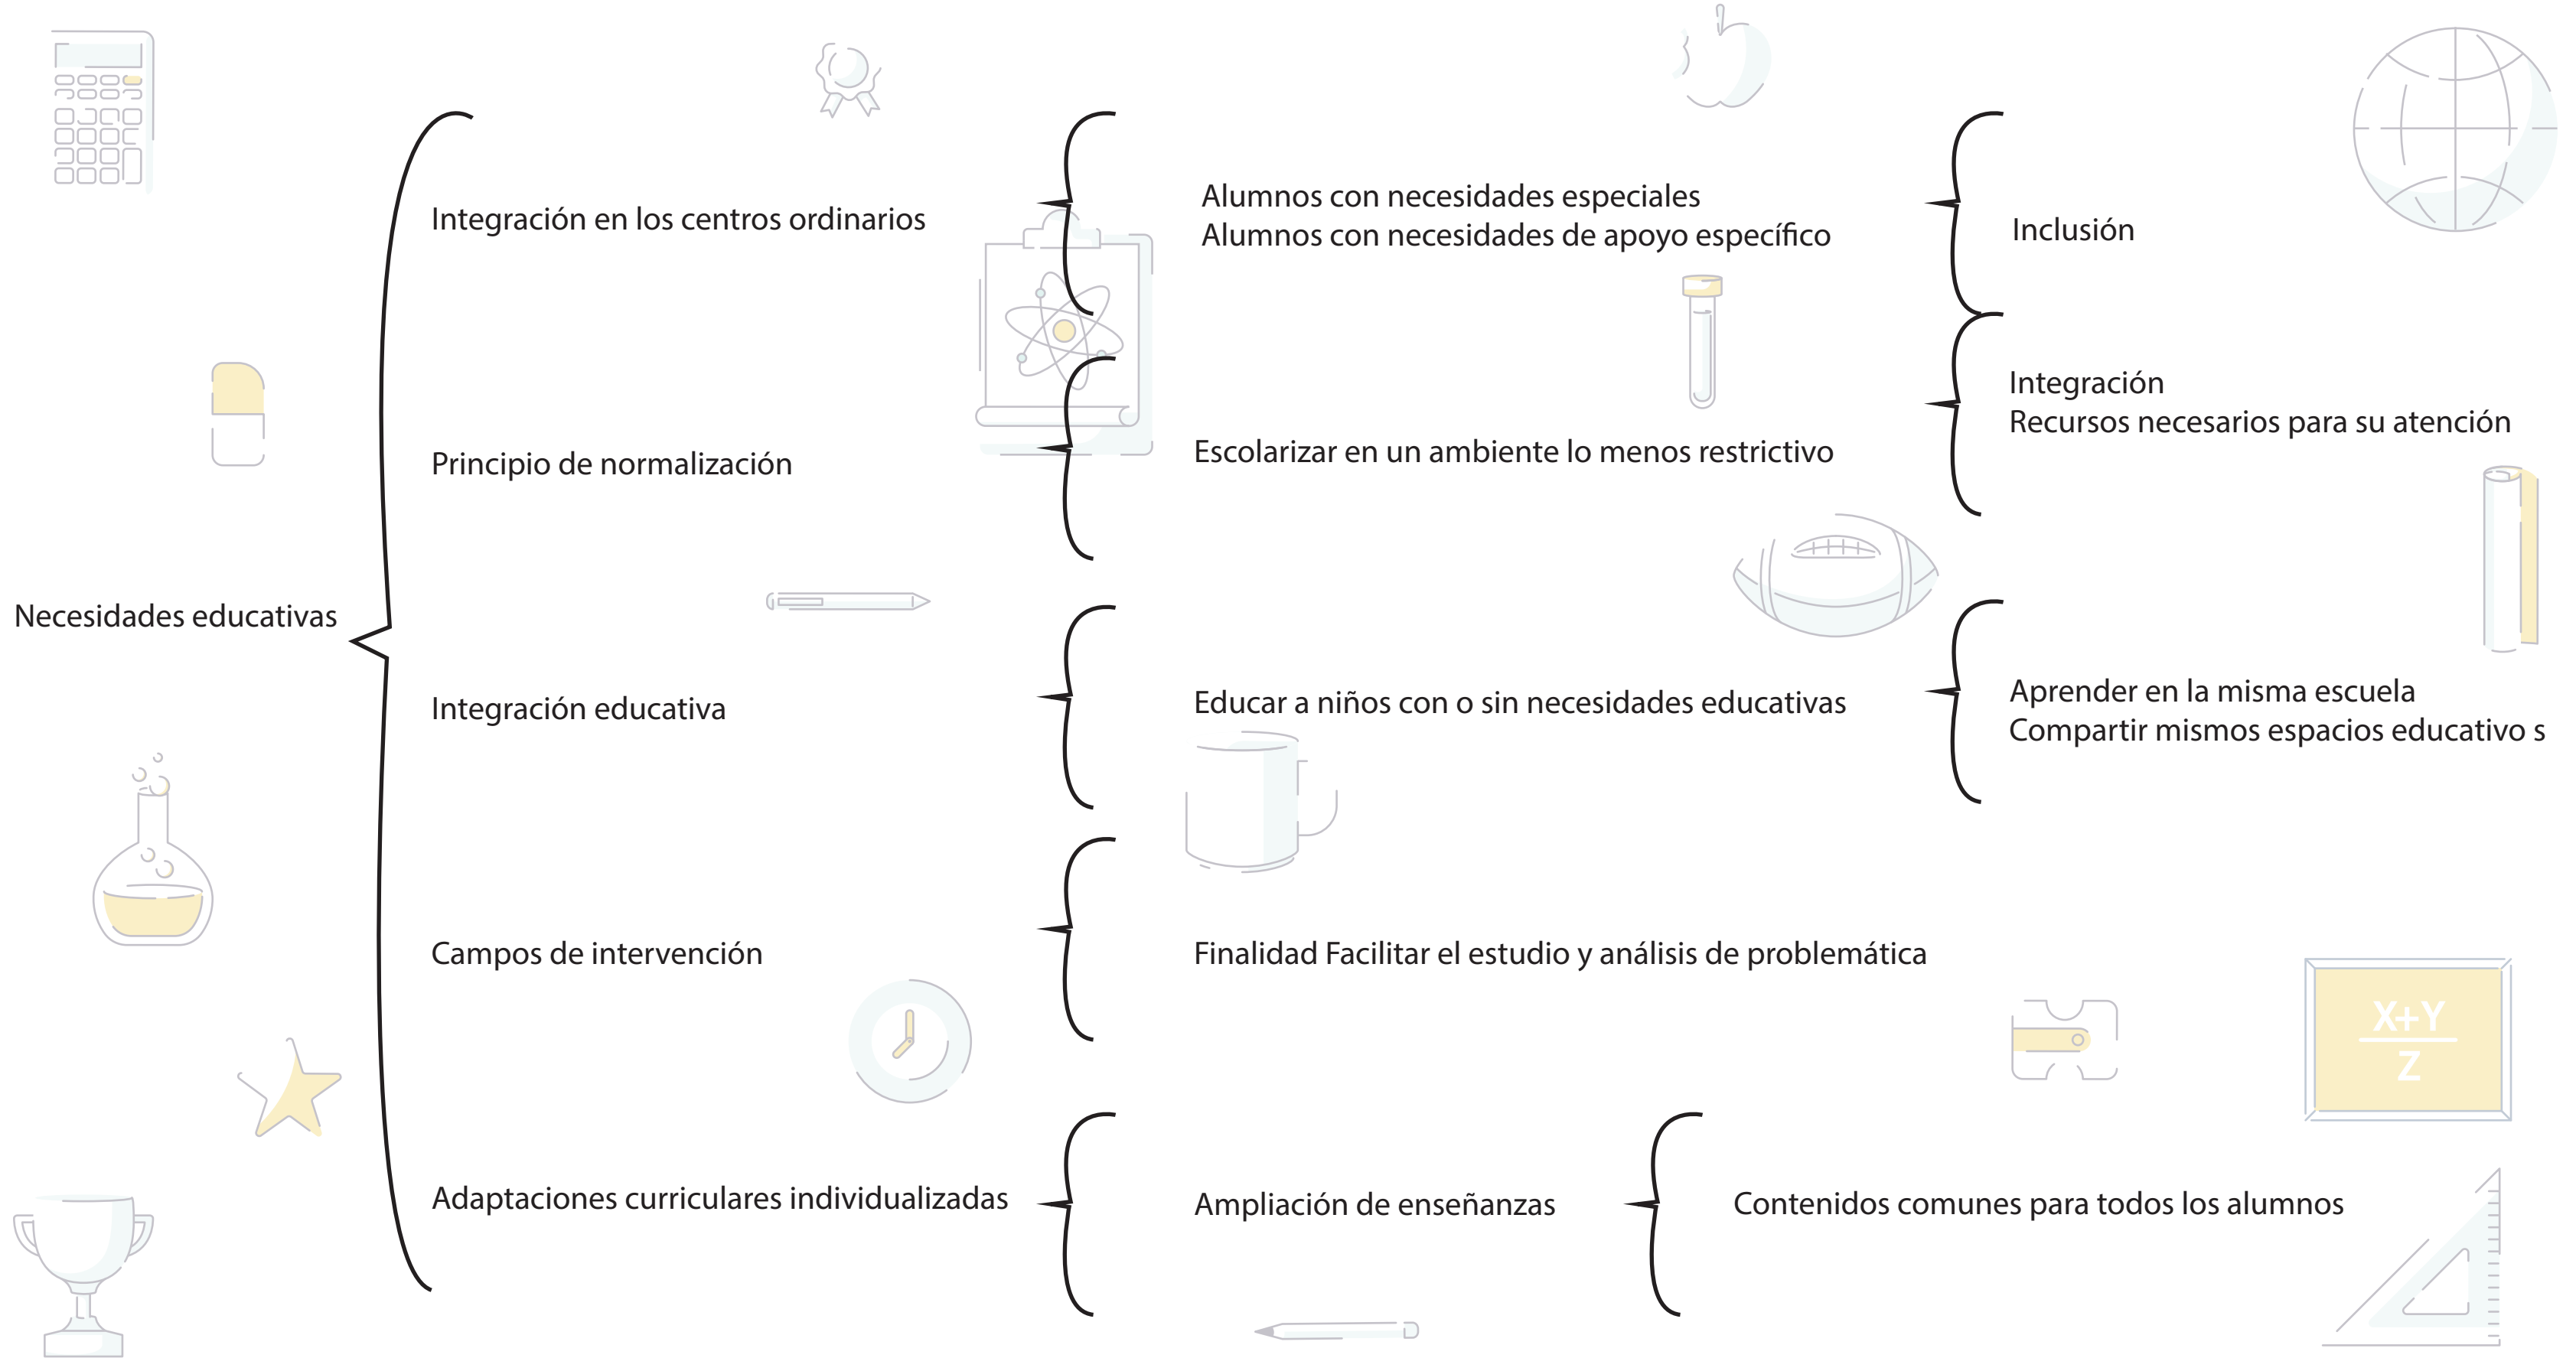 Necesidades educativas
Integración en los centros ordinarios
Alumnos con necesidades especiales
Alumnos con necesidades de apoyo específico
Inclusión
Principio de normalización
Escolarizar en un ambiente lo menos restrictivo
Integración
Recursos necesarios para su atención
Integración educativa
Educar a niños con o sin necesidades educativas
Aprender en la misma escuela
Compartir mismos espacios educativo s
Campos de intervención
Finalidad Facilitar el estudio y análisis de problemática
Adaptaciones curriculares individualizadas
Ampliación de enseñanzas
Contenidos comunes para todos los alumnos
X+Y
Z